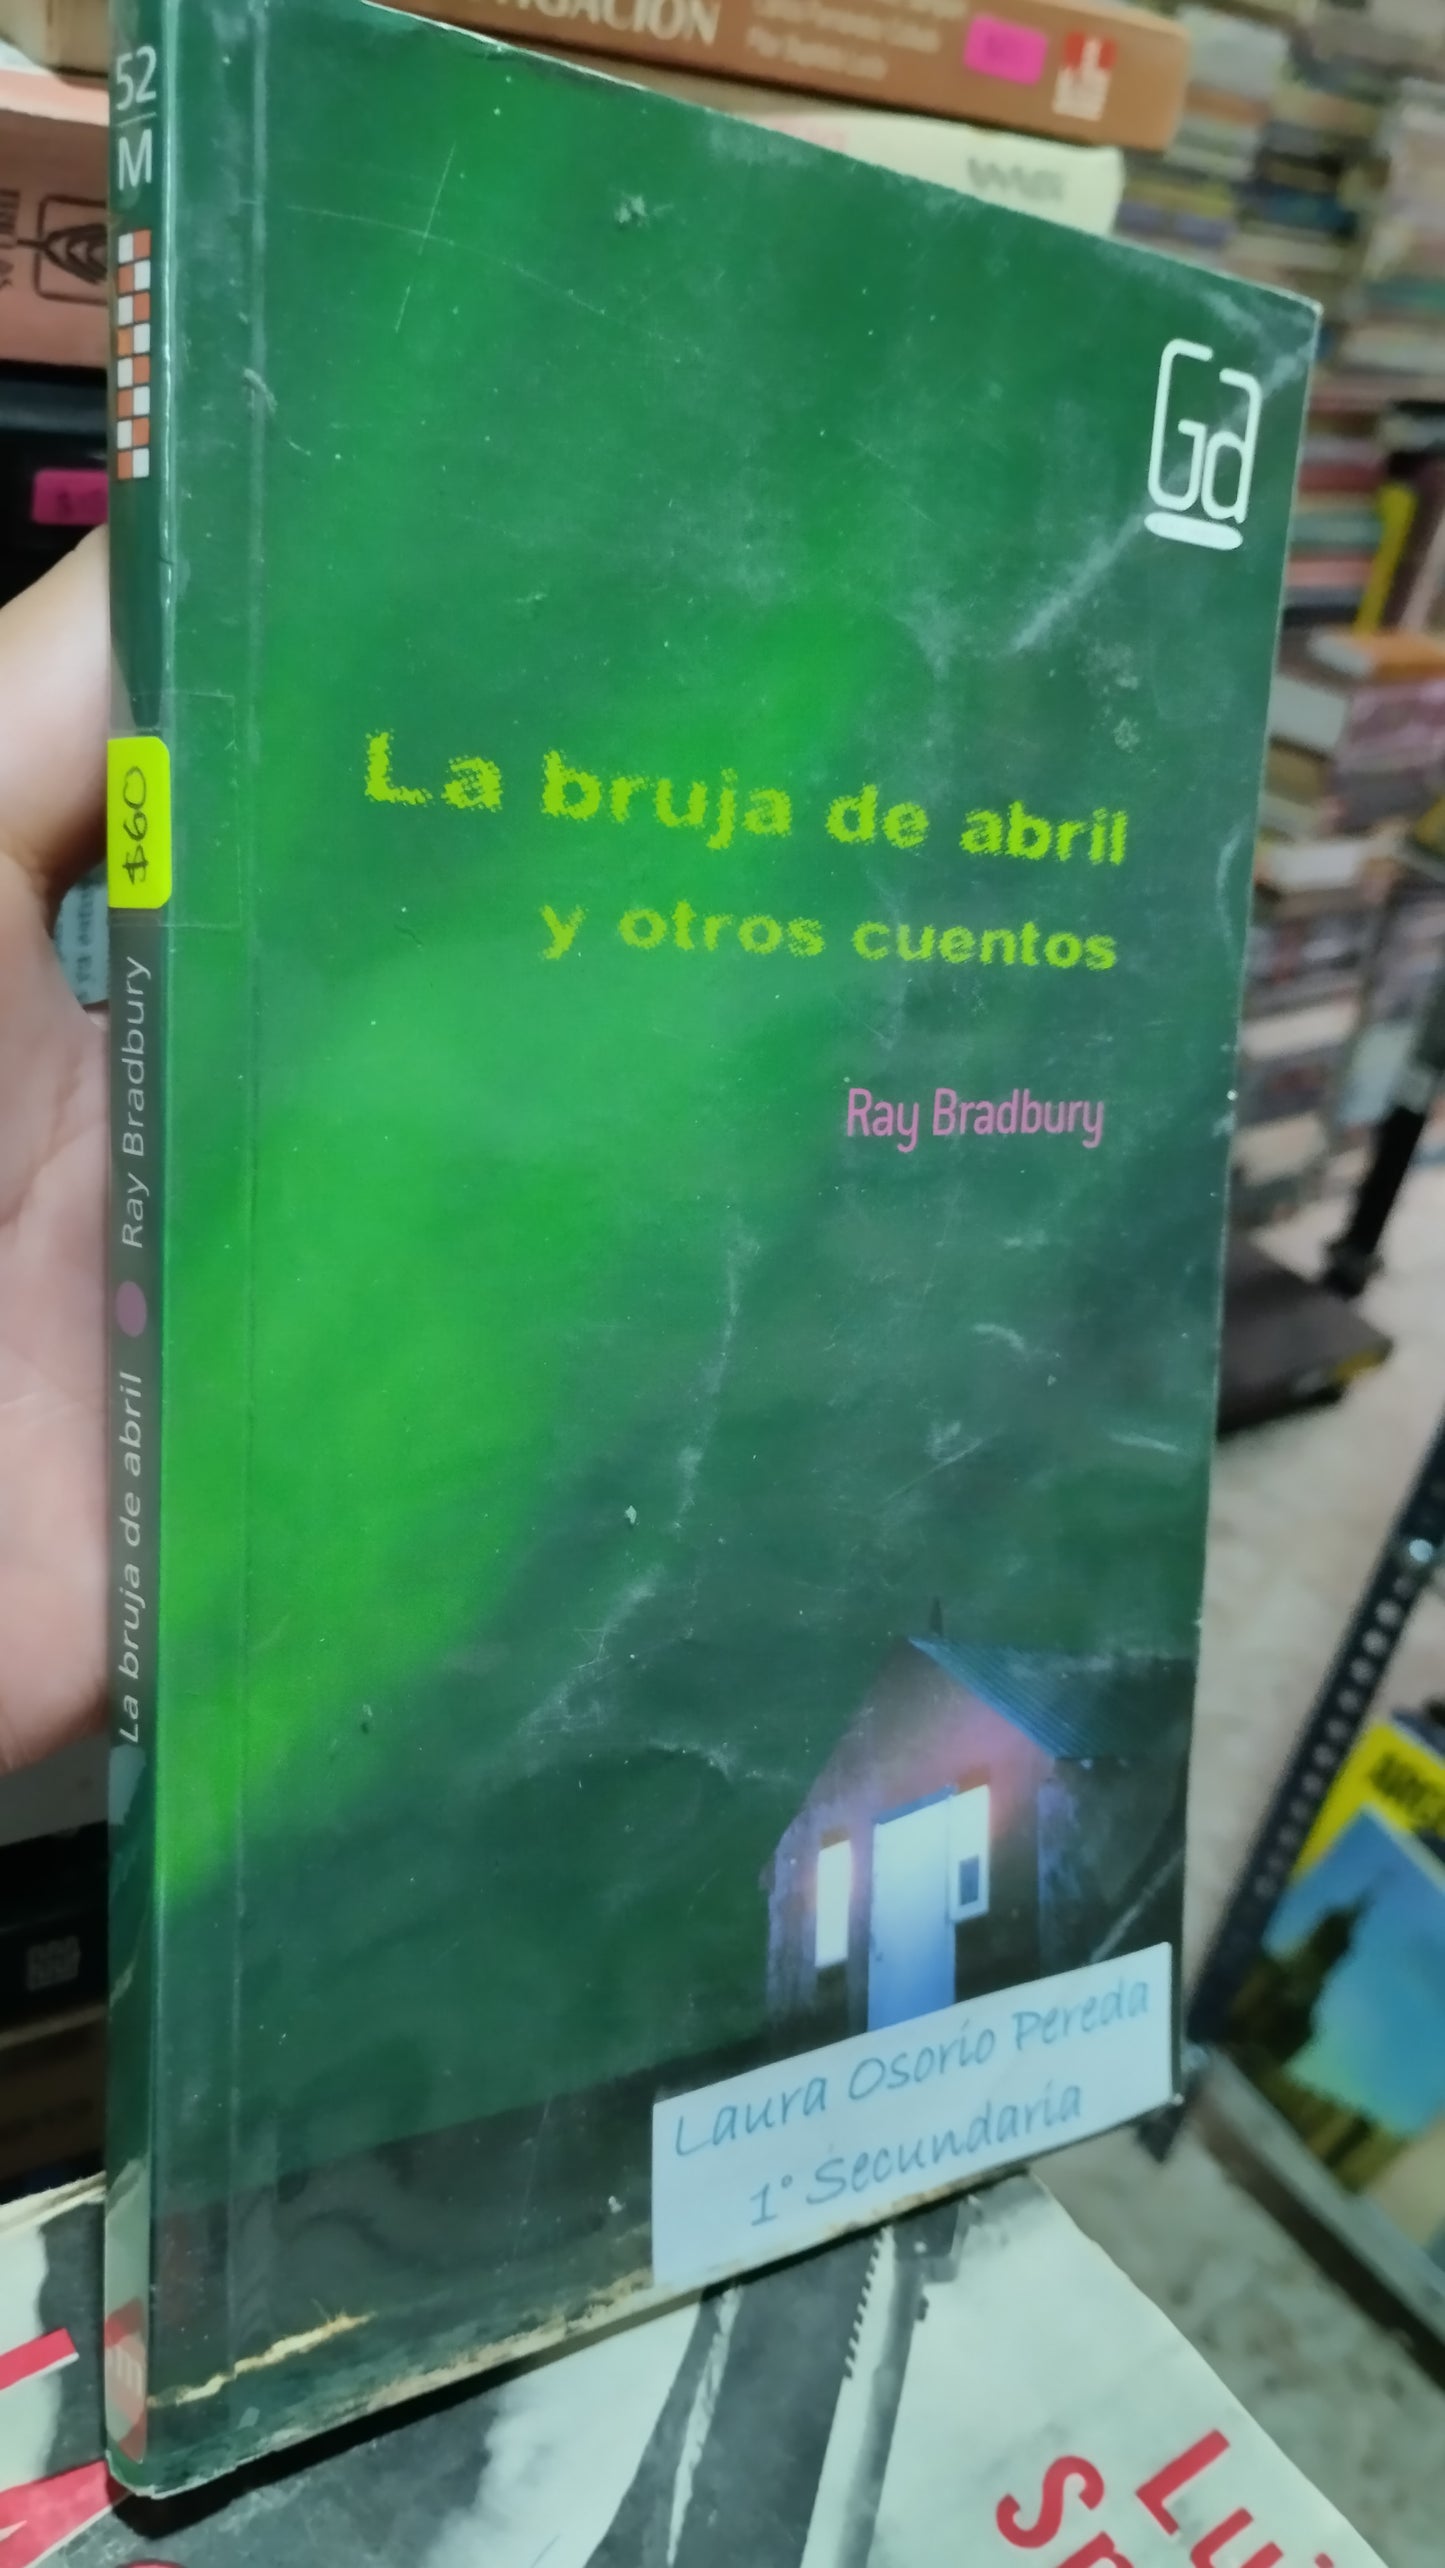 52
M
$60
Ray Bradbury
La bruja de abril
La bruja de abril
y otros cuentos
Ray Bradbury
Laura Osorio Pereda
1° Secundaria